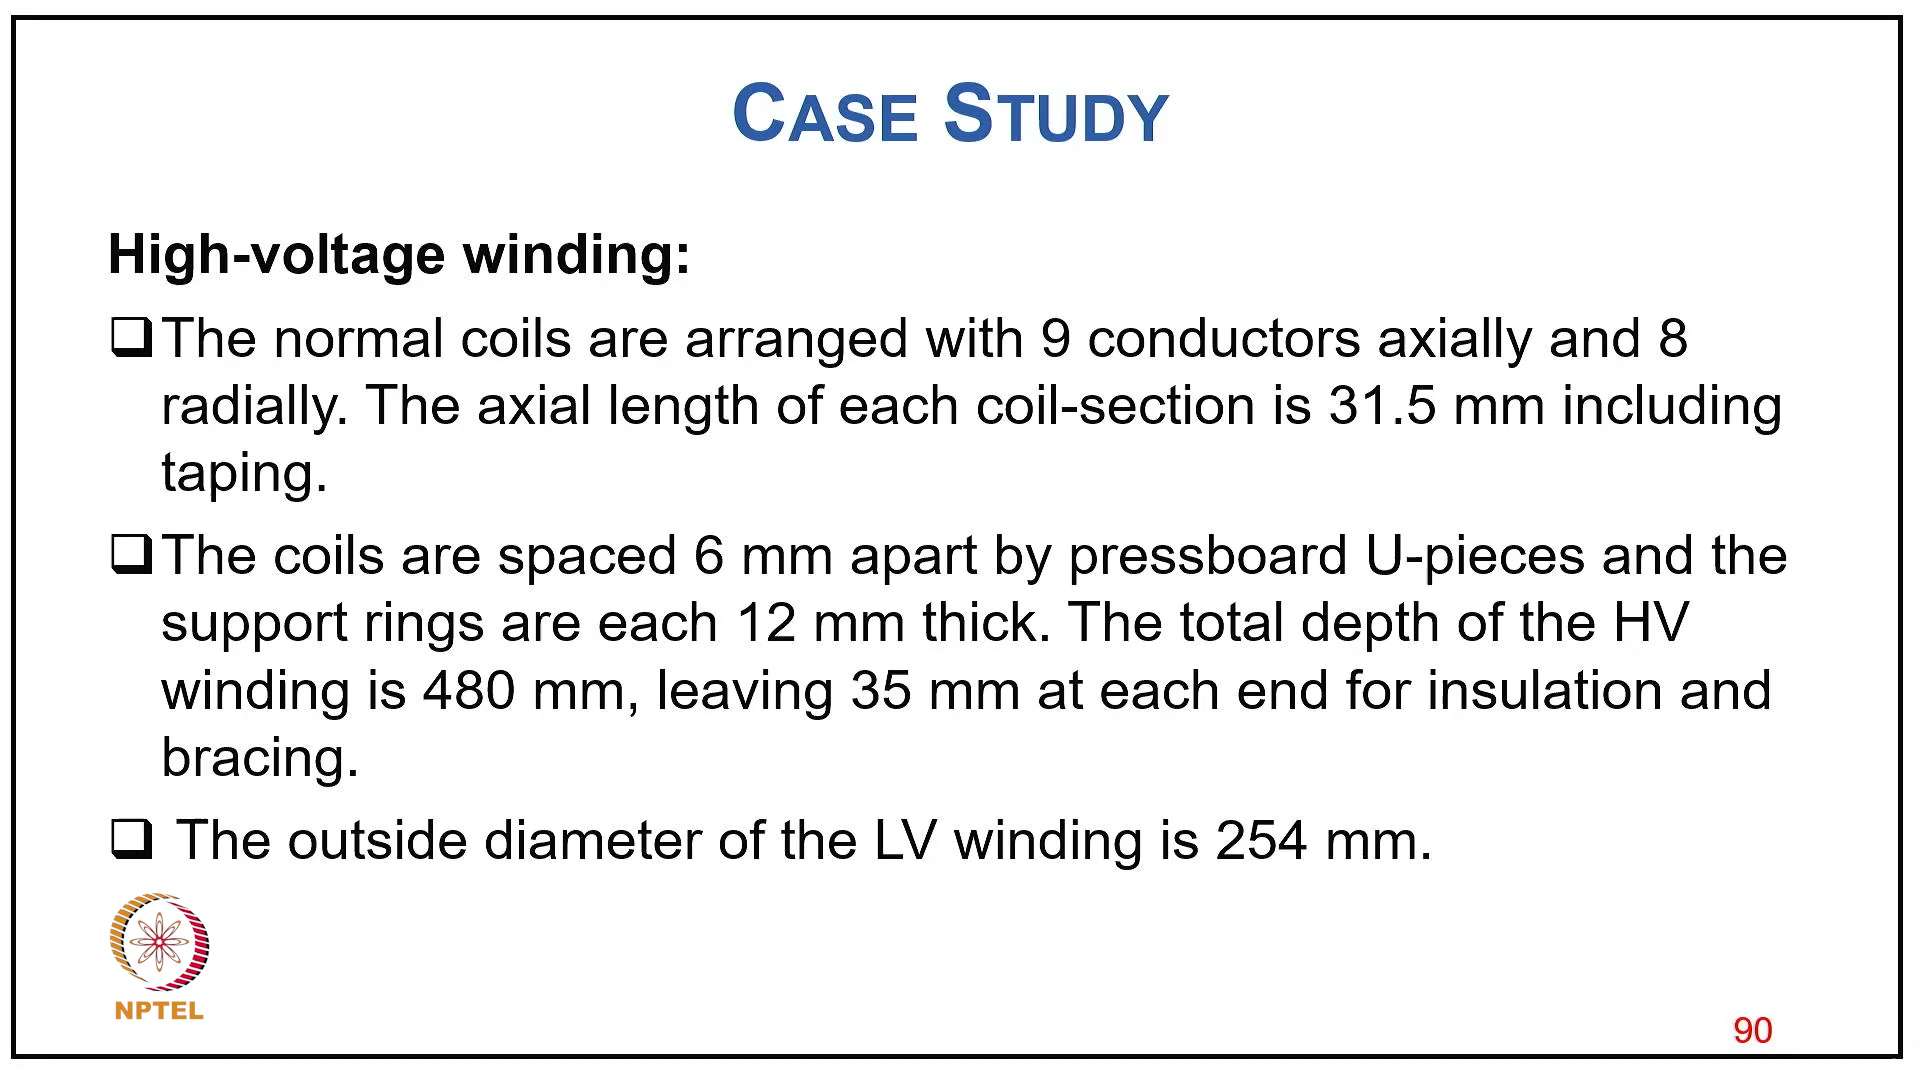 CASE STUDY
High-voltage winding:
❑The normal coils are arranged with 9 conductors axially and 8
radially. The axial length of each coil-section is 31.5 mm including
taping.
❑The coils are spaced 6 mm apart by pressboard U-pieces and the
support rings are each 12 mm thick. The total depth of the HV
winding is 480 mm, leaving 35 mm at each end for insulation and
bracing.
❑ The outside diameter of the LV winding is 254 mm.
NPTEL
90